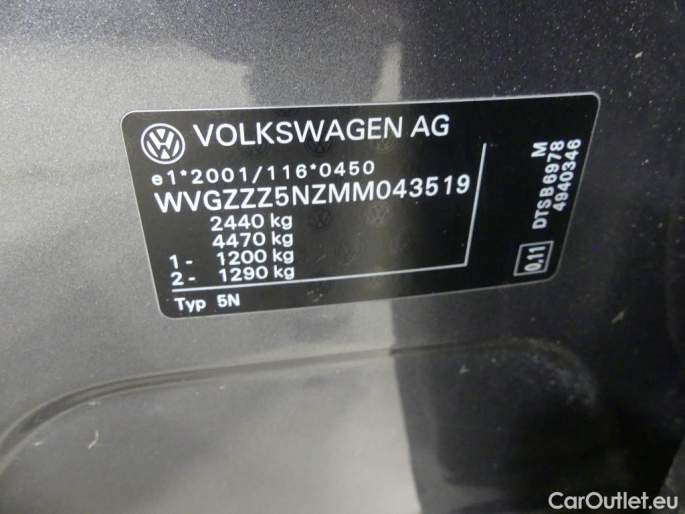 VOLKSWAGEN AG
e1*2001/116*0450
WVGZZZ5NZMM043519
2440 kg
4470 kg
1- 1200 kg
2- 1290 kg
Typ 5N
0,11
M
DTSB6978
4940346
CarOutlet.eu